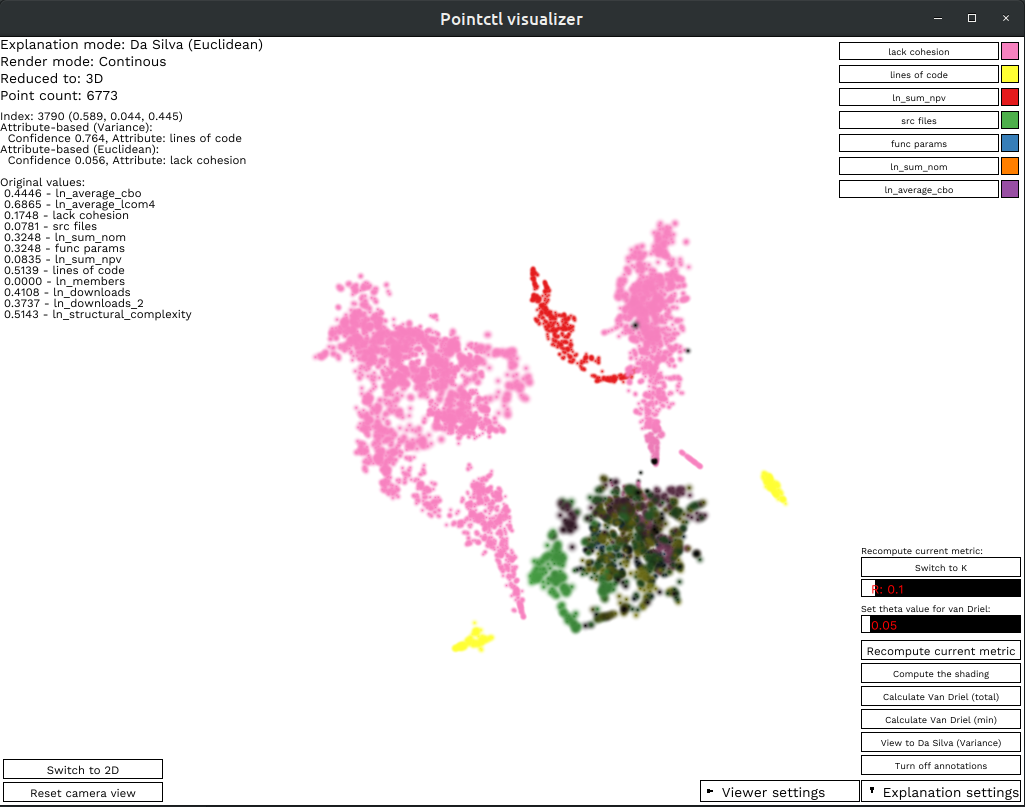 Pointctl visualizer
Explanation mode: Da Silva (Euclidean)
Render mode: Continous
Reduced to: 3D
Point count: 6773
Index: 3790 (0.589, 0.044, 0.445)
Attribute-based (Variance):
Confidence 0.764, Attribute: lines of code
Attribute-based (Euclidean):
Confidence 0.056, Attribute: lack cohesion
Original values:
0.4446 - ln_average_cbo
0.6865 - ln_average_lcom4
0.1748 - lack cohesion
0.0781 - src files
0.3248 - ln_sum_nom
0.3248 - func params
0.0835 - ln_sum_npv
0.5139 - lines of code
0.0000 - ln_members
0.4108 - ln_downloads
0.3737 - ln_downloads_2
0.5143 - ln_structural_complexity
lack cohesion
lines of code
ln_sum_npv
src files
func params
ln_sum_nom
ln_average_cbo
Recompute current metric:
Switch to K
R: 0.1
Set theta value for van Driel:
0.05
Recompute current metric
Compute the shading
Calculate Van Driel (total)
Calculate Van Driel (min)
View to Da Silva (Variance)
Turn off annotations
Switch to 2D
Reset camera view
Viewer settings
Explanation settings